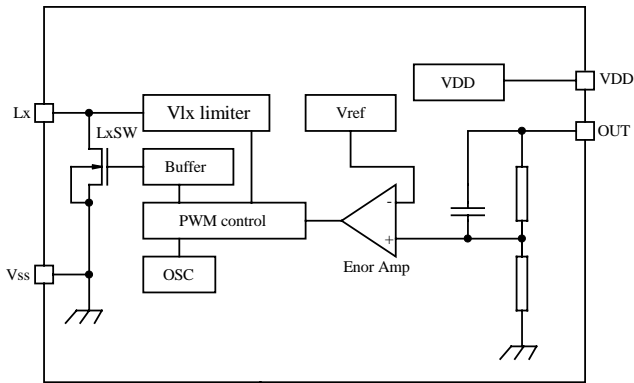 VDD
VDD
Lx
Vlx limiter
Vref
OUT
LxSW
Buffer
-
PWM control
+
Enor Amp
Vss
OSC